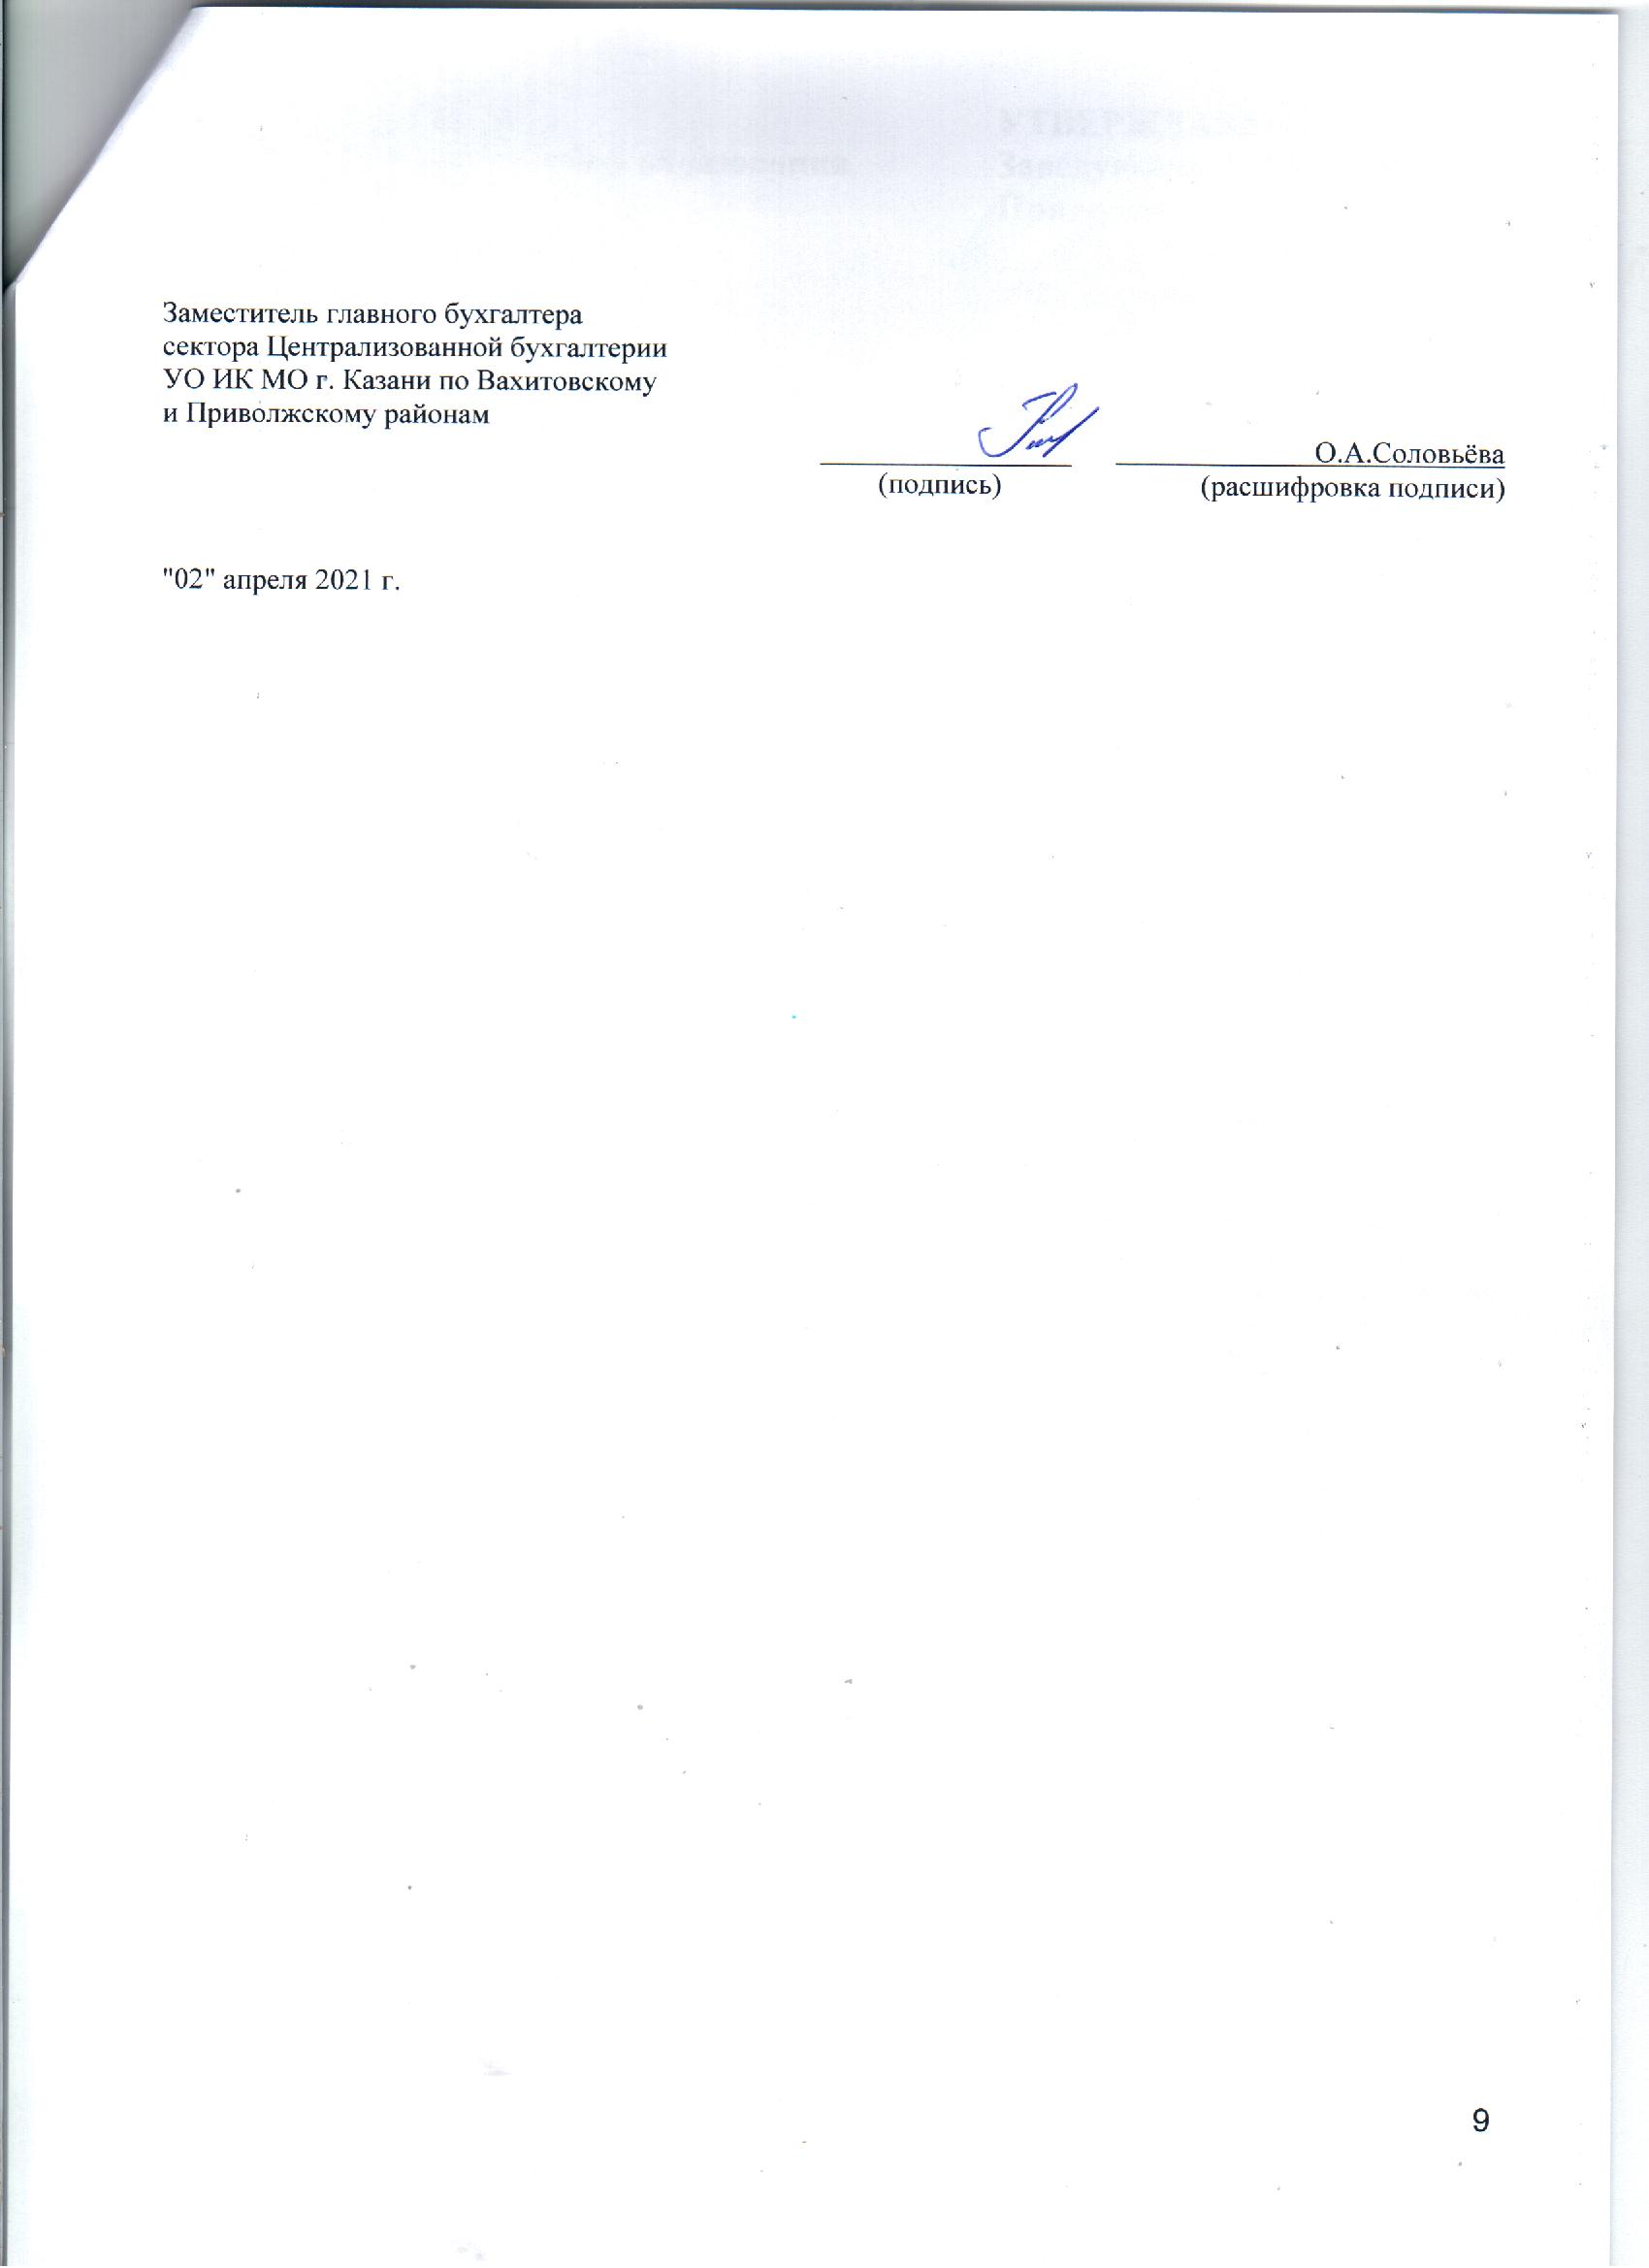 Заместитель главного бухгалтера
сектора Централизованной бухгалтерии
УО ИК МО г. Казани по Вахитовскому
и Приволжскому районам
О.А.Соловьёва
(подпись) (расшифровка подписи)
"02" апреля 2021 г.
9